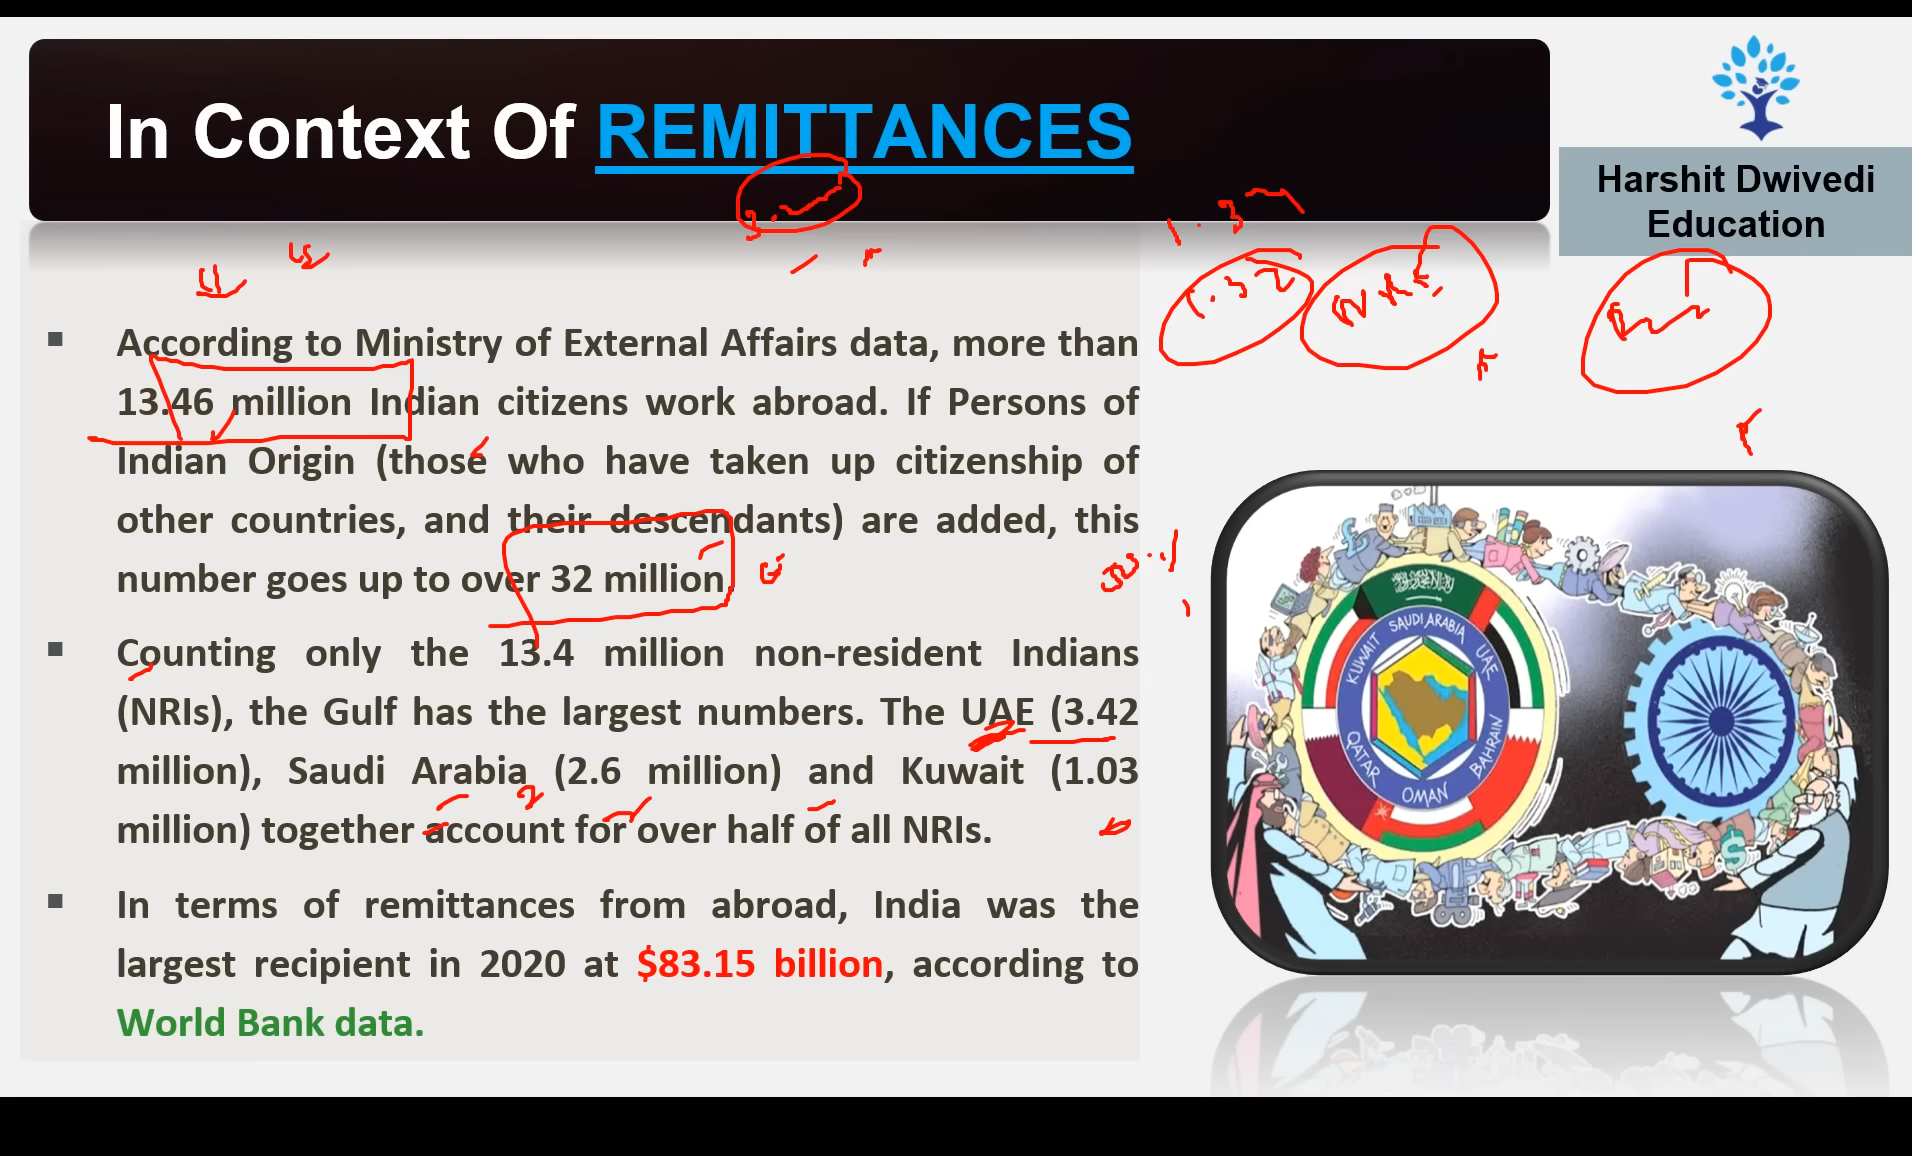 In Context Of REMITTANCES
Harshit Dwivedi
Education
▪ According to Ministry of External Affairs data, more than
13.46 million Indian citizens work abroad. If Persons of
Indian Origin (those who have taken up citizenship of
other countries, and their descendants) are added, this
number goes up to over 32 million.
▪ Counting only the 13.4 million non-resident Indians
(NRIs), the Gulf has the largest numbers. The UAE (3.42
million), Saudi Arabia (2.6 million) and Kuwait (1.03
million) together account for over half of all NRIs.
▪ In terms of remittances from abroad, India was the
largest recipient in 2020 at $83.15 billion, according to
World Bank data.
1.3
1.32
KUWAIT
SAUDI ARABIA
UAE
BAHRAIN
OMAN
QATAR